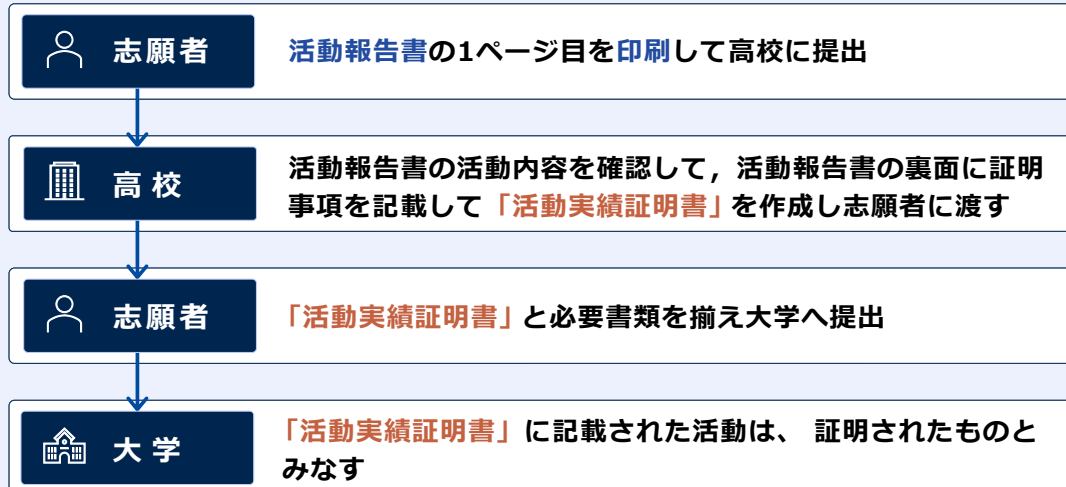 志願者
活動報告書の1ページ目を印刷して高校に提出
高校
活動報告書の活動内容を確認して，活動報告書の裏面に証明
事項を記載して「活動実績証明書」を作成し志願者に渡す
志願者
「活動実績証明書」と必要書類を揃え大学へ提出
大学
「活動実績証明書」に記載された活動は、 証明されたものと
みなす